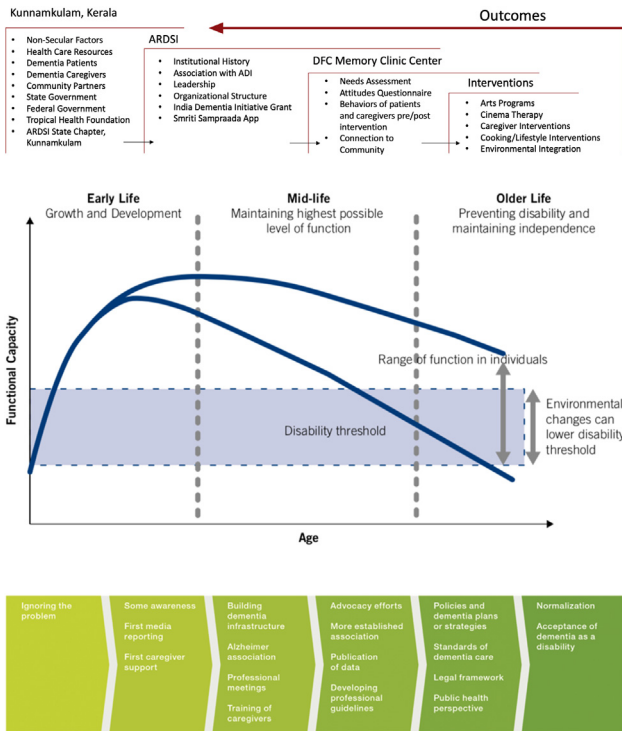 Kunnamkulam, Kerala
Outcomes
• Non-Secular Factors
• Health Care Resources
• Dementia Patients
• Dementia Caregivers
• Community Partners
• State Government
• Federal Government
• Tropical Health Foundation
• ARDSI State Chapter,
Kunnamkulam
ARDSI
• Institutional History
• Association with ADI
• Leadership
• Organizational Structure
• India Dementia Initiative Grant
• Smriti Sampraada App
DFC Memory Clinic Center
• Needs Assessment
• Attitudes Questionnaire
• Behaviors of patients
and caregivers pre/post
intervention
• Connection to
Community
Interventions
• Arts Programs
• Cinema Therapy
• Caregiver Interventions
• Cooking/Lifestyle Interventions
• Environmental Integration
Early Life
Growth and Development
Mid-life
Maintaining highest possible
level of function
Older Life
Preventing disability and
maintaining independence
Functional Capacity
Range of function in individuals
Disability threshold
Environmental
changes can
lower disability
threshold
Age
Ignoring the
problem
Some awareness
First media
reporting
First caregiver
support
Building
dementia
infrastructure
Alzheimer
association
Professional
meetings
Training of
caregivers
Advocacy efforts
More established
association
Publication
of data
Developing
professional
guidelines
Policies and
dementia plans
or strategies
Standards of
dementia care
Legal framework
Public health
perspective
Normalization
Acceptance of
dementia as a
disability